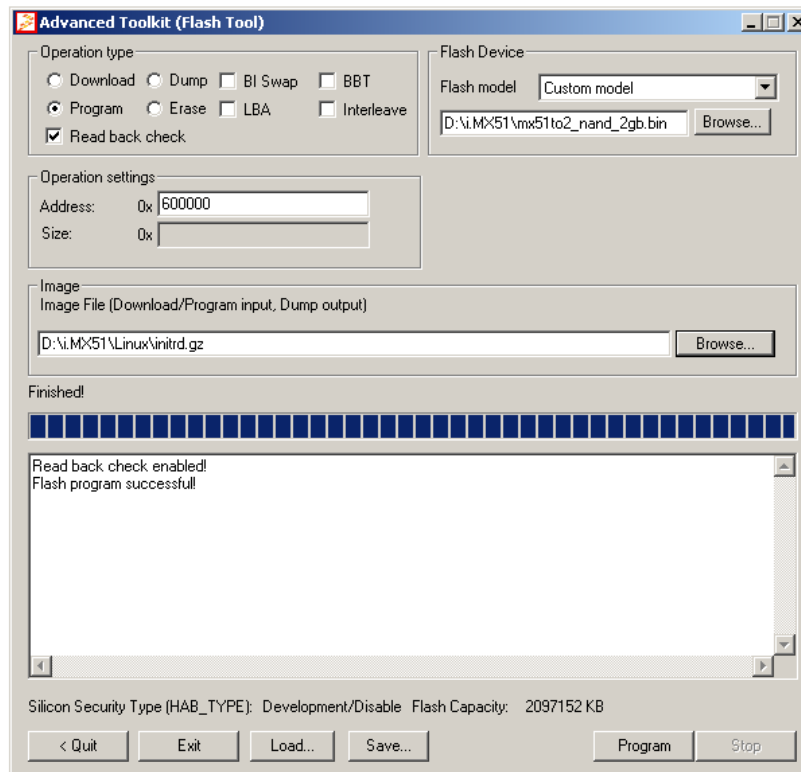 Advanced Toolkit (Flash Tool)
Operation type
Download Dump BI Swap BBT
Program Erase LBA Interleave
Read back check
Flash Device
Flash model Custom model
D:\i.MX51\mx51to2_nand_2gb.bin Browse...
Operation settings
Address: 0x 600000
Size: 0x
Image
Image File (Download/Program input, Dump output)
D:\i.MX51\Linux\initrd.gz Browse...
Finished!
Read back check enabled!
Flash program successful!
Silicon Security Type (HAB_TYPE): Development/Disable Flash Capacity: 2097152 KB
< Quit Exit Load... Save... Program Stop